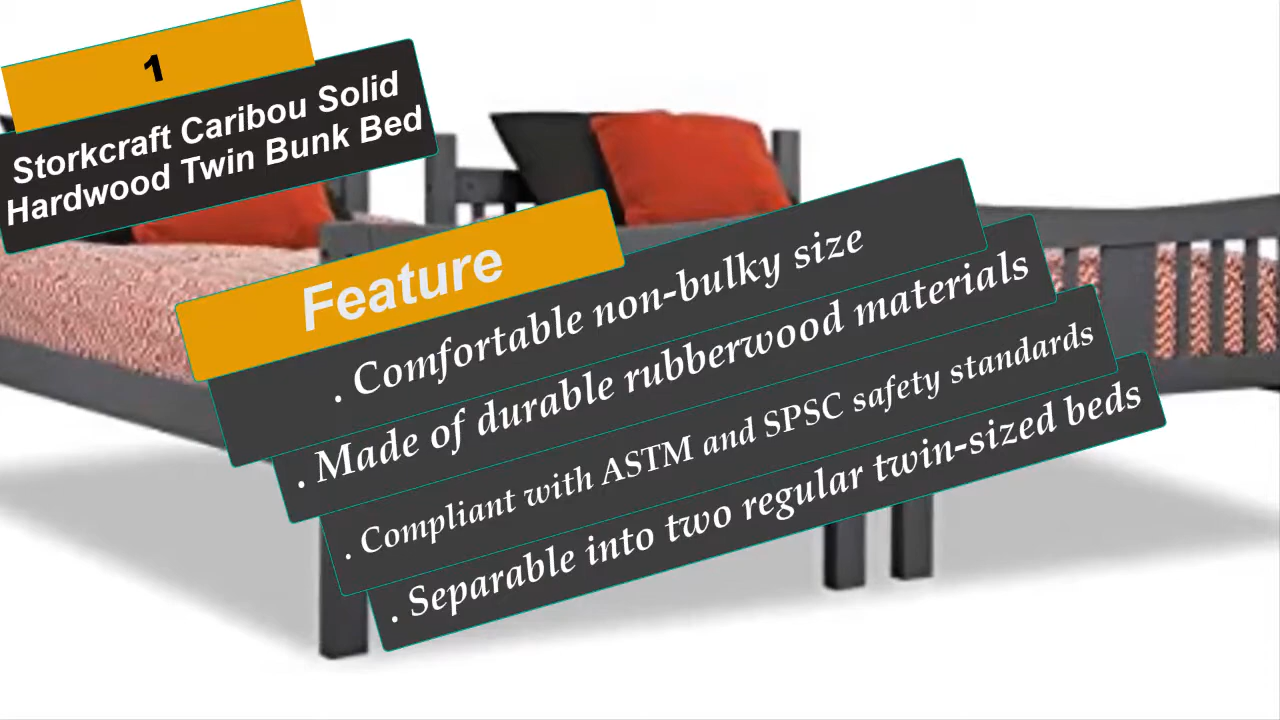 1
Storkcraft Caribou Solid
Hardwood Twin Bunk Bed
Feature
. Comfortable non-bulky size
. Made of durable rubberwood materials
. Compliant with ASTM and SPSC safety standards
. Separable into two regular twin-sized beds